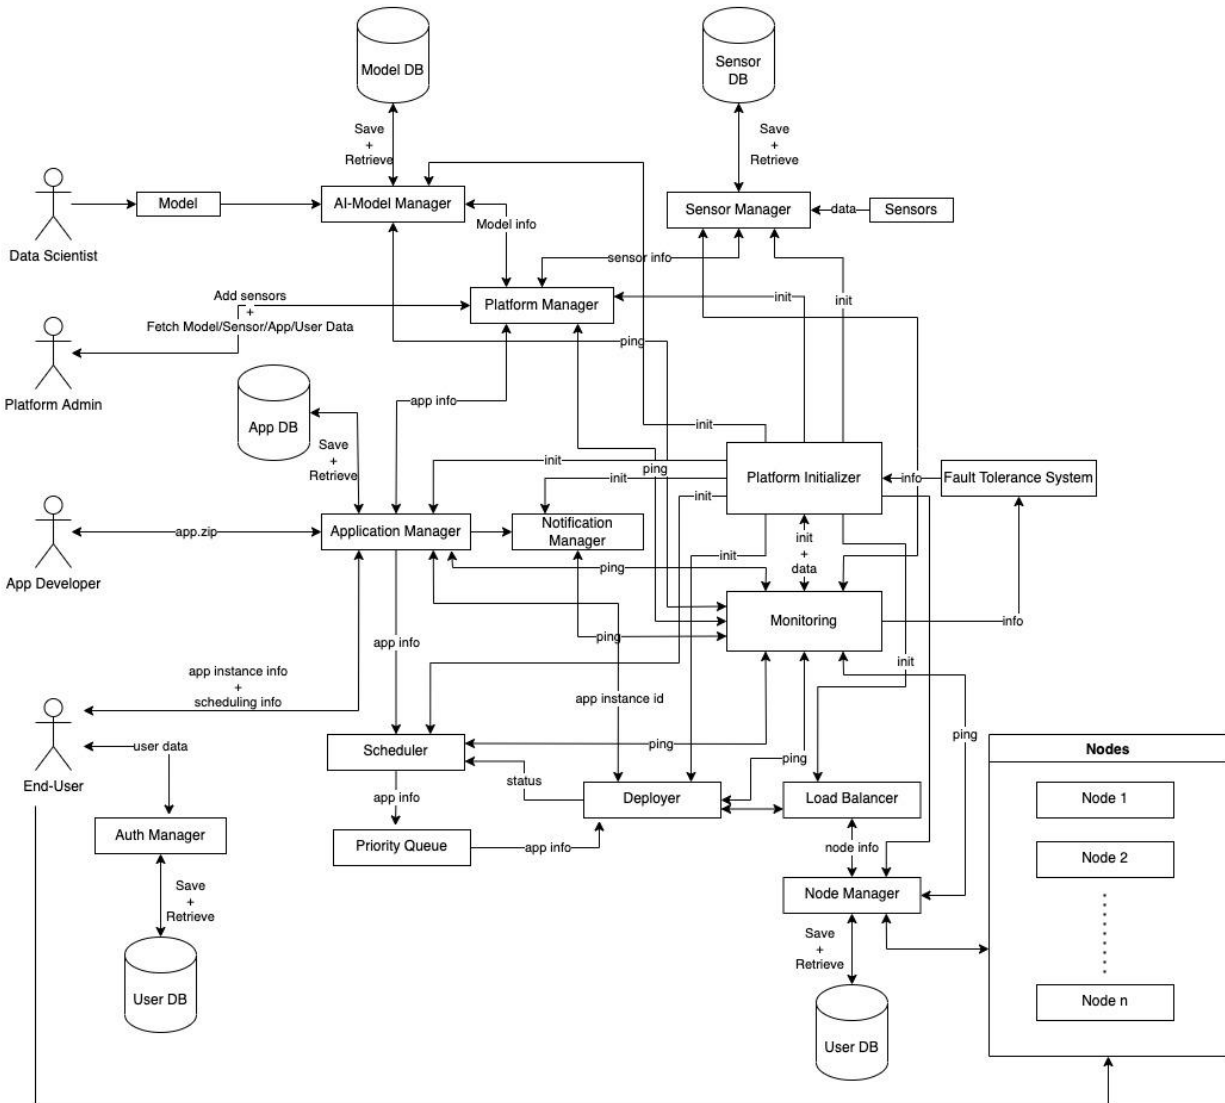 Model DB
Sensor
DB
Save
+
Retrieve
Save
+
Retrieve
Data Scientist
Model
AI-Model Manager
Sensor Manager
data
Sensors
Model info
sensor info
Add sensors
+
Fetch Model/Sensor/App/User Data
Platform Manager
init
init
Platform Admin
ping
App DB
app info
init
Save
+
Retrieve
init
ping
init
init
Platform Initializer
info
Fault Tolerance System
App Developer
app.zip
Application Manager
Notification
Manager
init
init
+
data
ping
Monitoring
info
ping
app info
init
app instance info
+
scheduling info
app instance id
End-User
user data
Scheduler
ping
ping
ping
status
app info
Deployer
Load Balancer
Nodes
Node 1
Auth Manager
Priority Queue
app info
node info
Node 2
Save
+
Retrieve
Node Manager
Save
+
Retrieve
User DB
User DB
Node n